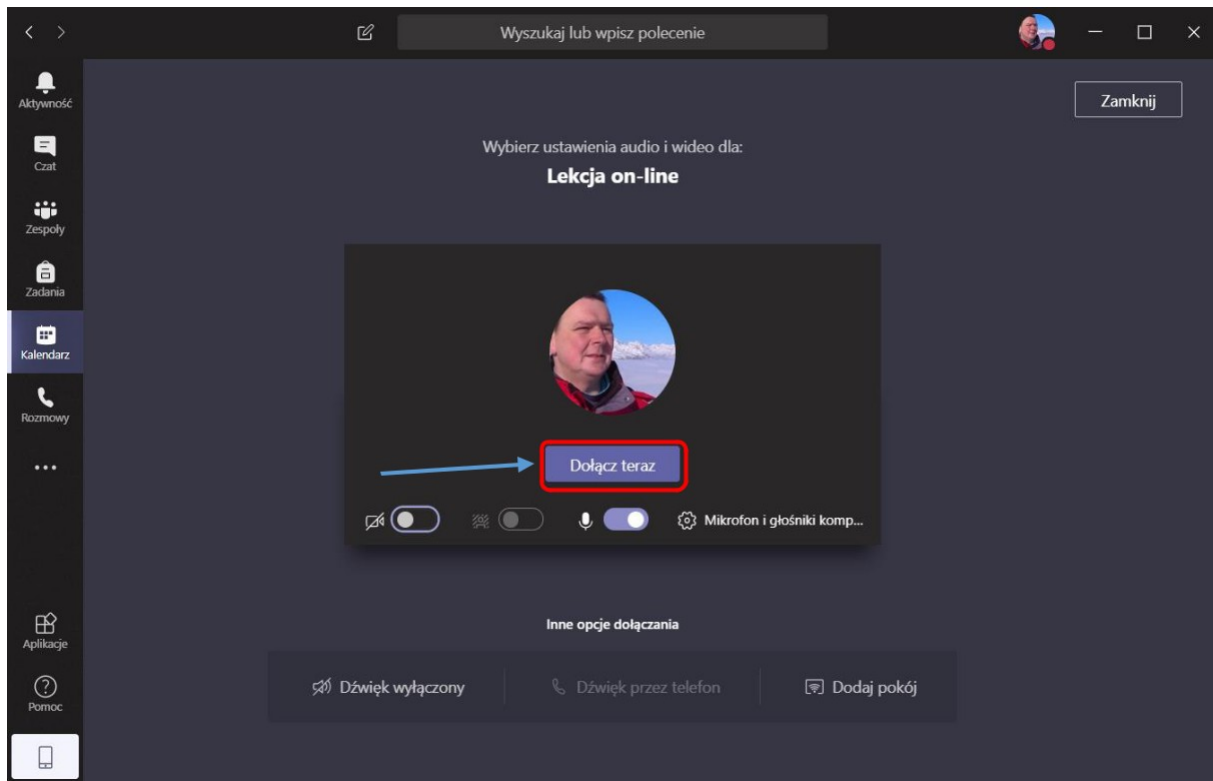 Wyszukaj lub wpisz polecenie
Aktywność
Czat
Zespoły
Zadania
Kalendarz
Rozmowy
Aplikacje
Pomoc
Zamknij
Wybierz ustawienia audio i wideo dla:
Lekcja on-line
Dołącz teraz
Mikrofon i głośniki komp...
Inne opcje dołączania
Dźwięk wyłączony
Dźwięk przez telefon
Dodaj pokój